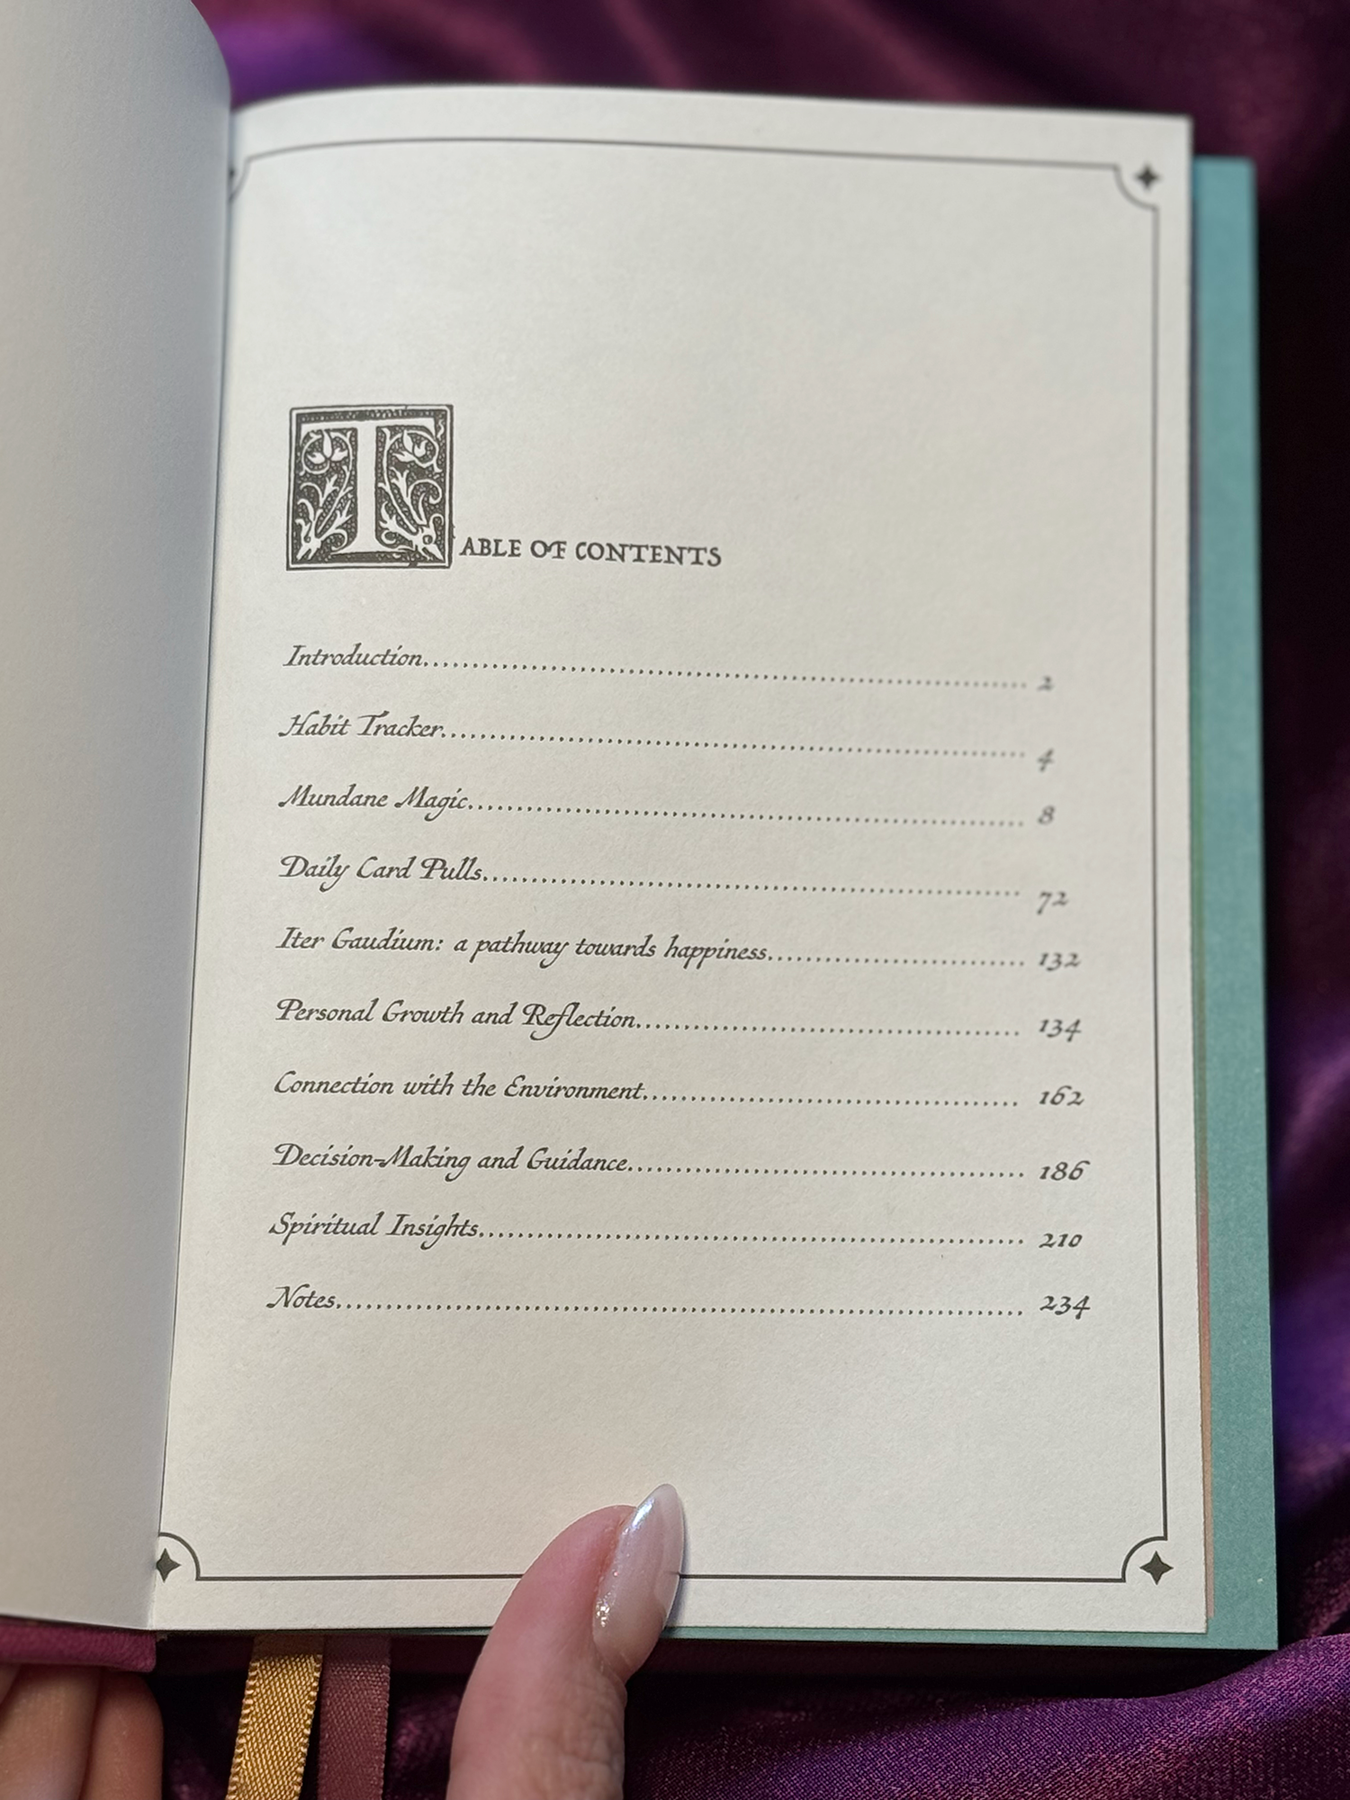 TABLE OF CONTENTS
Introduction........................................................ 2
Habit Tracker........................................................ 4
Mundane Magic........................................................ 8
Daily Card Pulls........................................................ 72
Iter Gaudium: a pathway towards happiness............................ 132
Personal Growth and Reflection........................................ 134
Connection with the Environment........................................ 162
Decision-Making and Guidance.......................................... 186
Spiritual Insights........................................................ 210
Notes.................................................................... 234